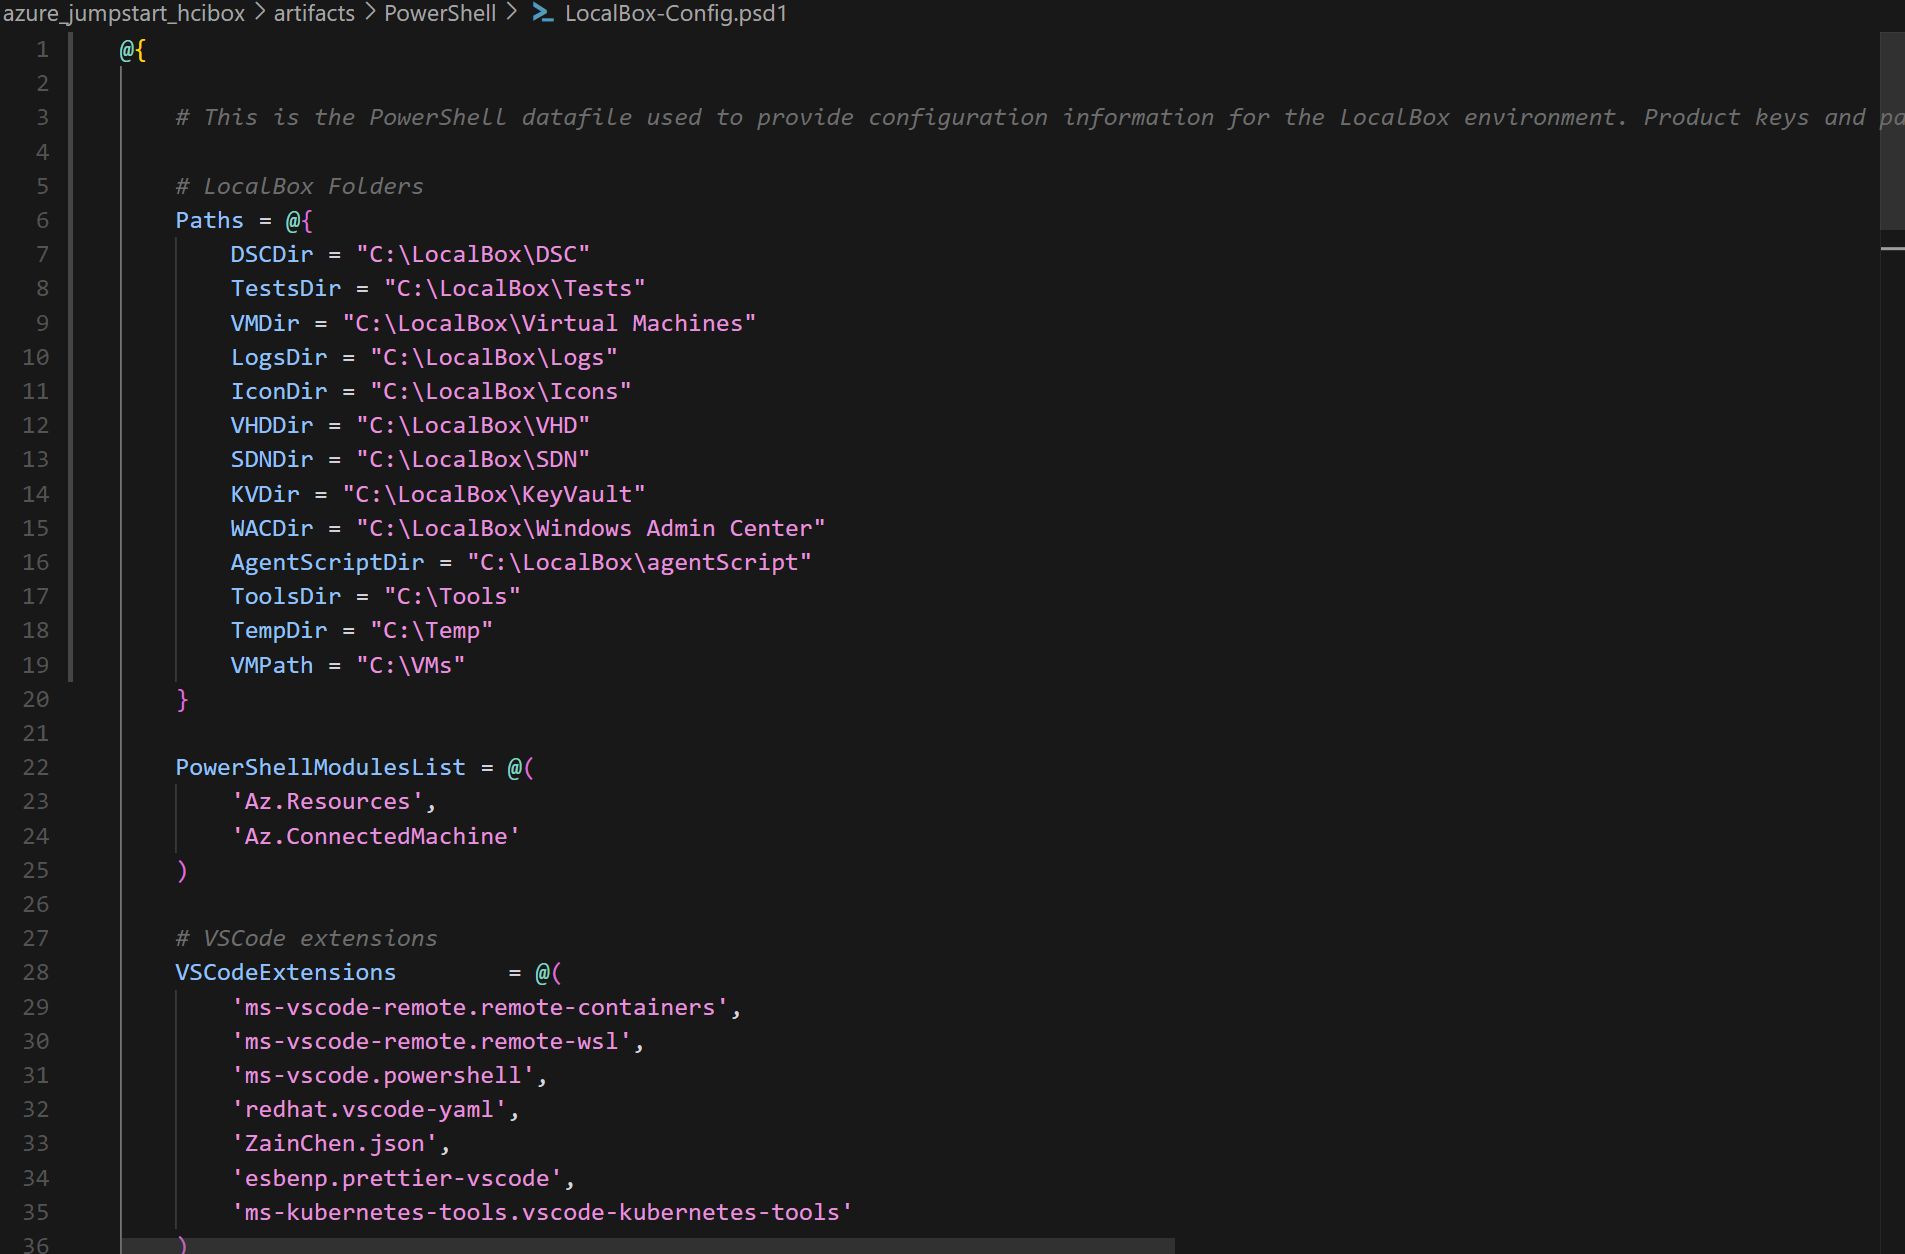 azure_jumpstart_hcibox > artifacts > PowerShell > LocalBox-Config.psd1
1 @{
2
3 # This is the PowerShell datafile used to provide configuration information for the LocalBox environment. Product keys and pa
4
5 # LocalBox Folders
6 Paths = @{
7 DSCDir = "C:\LocalBox\DSC"
8 TestsDir = "C:\LocalBox\Tests"
9 VMDir = "C:\LocalBox\Virtual Machines"
10 LogsDir = "C:\LocalBox\Logs"
11 IconDir = "C:\LocalBox\Icons"
12 VHDDir = "C:\LocalBox\VHD"
13 SDNDir = "C:\LocalBox\SDN"
14 KVDir = "C:\LocalBox\KeyVault"
15 WACDir = "C:\LocalBox\Windows Admin Center"
16 AgentScriptDir = "C:\LocalBox\agentScript"
17 ToolsDir = "C:\Tools"
18 TempDir = "C:\Temp"
19 VMPath = "C:\VMs"
20 }
21
22 PowerShellModulesList = @(
23 'Az.Resources',
24 'Az.ConnectedMachine'
25 )
26
27 # VSCode extensions
28 VSCodeExtensions        = @(
29 'ms-vscode-remote.remote-containers',
30 'ms-vscode-remote.remote-wsl',
31 'ms-vscode.powershell',
32 'redhat.vscode-yaml',
33 'ZainChen.json',
34 'esbenp.prettier-vscode',
35 'ms-kubernetes-tools.vscode-kubernetes-tools'
36 )